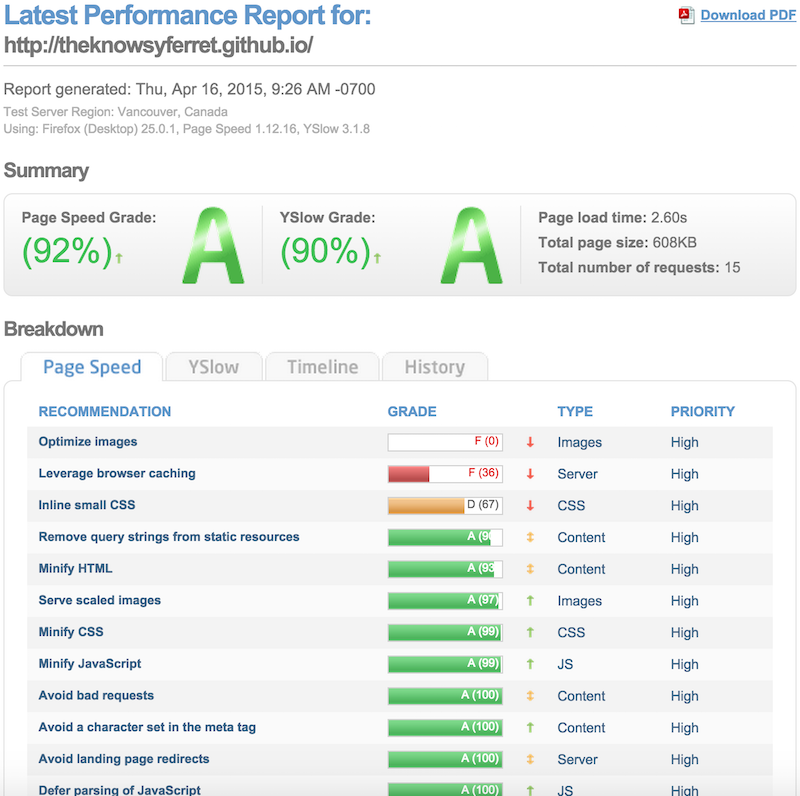 Latest Performance Report for:
Download PDF
http://theknowsyferret.github.io/
Report generated: Thu, Apr 16, 2015, 9:26 AM -0700
Test Server Region: Vancouver, Canada
Using: Firefox (Desktop) 25.0.1, Page Speed 1.12.16, YSlow 3.1.8
Summary
Page Speed Grade:
(92%)
A
YSlow Grade:
(90%)
A
Page load time: 2.60s
Total page size: 608KB
Total number of requests: 15
Breakdown
Page Speed YSlow Timeline History
RECOMMENDATION GRADE TYPE PRIORITY
Optimize images F (0) Images High
Leverage browser caching F (36) Server High
Inline small CSS D (67) CSS High
Remove query strings from static resources A (90 Content High
Minify HTML A (93 Content High
Serve scaled images A (97) Images High
Minify CSS A (99) CSS High
Minify JavaScript A (99) JS High
Avoid bad requests A (100) Content High
Avoid a character set in the meta tag A (100) Content High
Avoid landing page redirects A (100) Server High
Defer parsing of JavaScript A (100) JS High